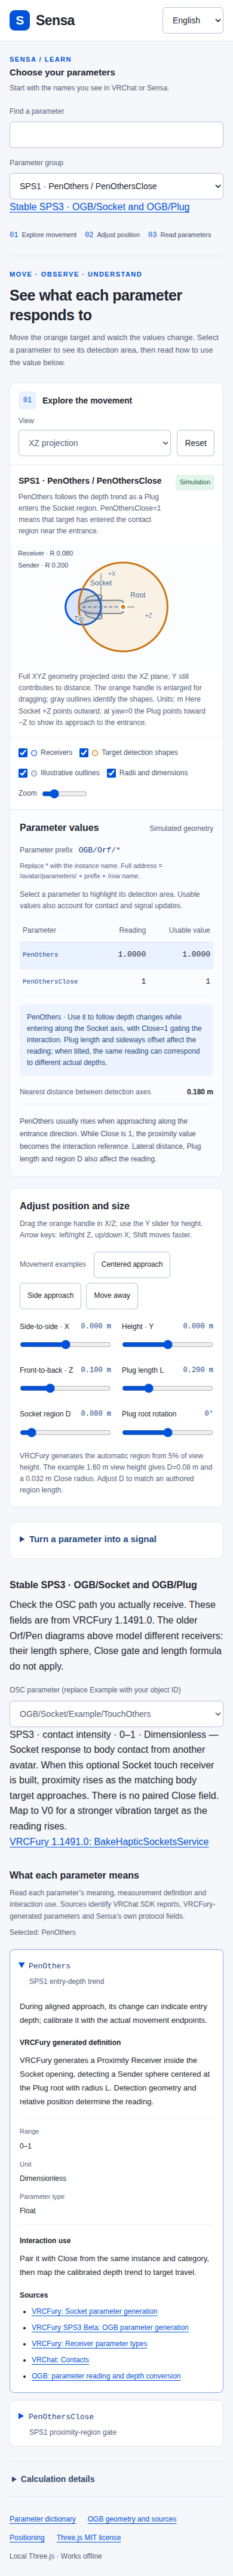 S Sensa
English
SENSA / LEARN
Choose your parameters
Start with the names you see in VRChat or Sensa.
Find a parameter
Parameter group
SPS1 · PenOthers / PenOthersClose
Stable SPS3 · OGB/Socket and OGB/Plug
01 Explore movement 02 Adjust position 03 Read parameters
MOVE · OBSERVE · UNDERSTAND
See what each parameter
responds to
Move the orange target and watch the values change. Select
a parameter to see its detection area, then read how to use
the value below.
01 Explore the movement
View
XZ projection
Reset
SPS1 · PenOthers / PenOthersClose
Simulation
PenOthers follows the depth trend as a Plug
enters the Socket region. PenOthersClose=1
means that target has entered the contact
region near the entrance.
Receiver · R 0.080
Sender · R 0.200
+X
Socket
Root
Tip
+Z
Full XYZ geometry projected onto the XZ plane; Y still
contributes to distance. The orange handle is enlarged for
dragging; gray outlines identify the shapes. Units: m Here
Socket +Z points outward; at yaw=0 the Plug points toward
−Z to show its approach to the entrance.
Receivers Target detection shapes
Illustrative outlines Radii and dimensions
Zoom
Parameter values
Simulated geometry
Parameter prefix OGB/Orf/*
Replace * with the instance name. Full address =
/avatar/parameters/ + prefix + /row name.
Select a parameter to highlight its detection area. Usable
values also account for contact and signal updates.
Parameter Reading Usable value
PenOthers 1.0000 1.0000
PenOthersClose 1 1
PenOthers · Use it to follow depth changes while
entering along the Socket axis, with Close=1 gating the
interaction. Plug length and sideways offset affect the
reading; when tilted, the same reading can correspond
to different actual depths.
Nearest distance between detection axes 0.180 m
PenOthers usually rises when approaching along the
entrance direction. While Close is 1, the proximity value
becomes the interaction reference. Lateral distance, Plug
length and region D also affect the reading.
Adjust position and size
Drag the orange handle in X/Z; use the Y slider for height.
Arrow keys: left/right Z, up/down X; Shift moves faster.
Movement examples
Centered approach
Side approach
Move away
Side-to-side · X 0.000 m
Height · Y 0.000 m
Front-to-back · Z 0.100 m
Plug length L 0.200 m
Socket region D 0.080 m
Plug root rotation 0°
VRCFury generates the automatic region from 5% of view
height. The example 1.60 m view height gives D=0.08 m and
a 0.032 m Close radius. Adjust D to match an authored
region length.
Turn a parameter into a signal
Stable SPS3 · OGB/Socket and OGB/Plug
Check the OSC path you actually receive. These
fields are from VRCFury 1.1491.0. The older
Orf/Pen diagrams above model different receivers:
their length sphere, Close gate and length formula
do not apply.
OSC parameter (replace Example with your object ID)
OGB/Socket/Example/TouchOthers
SPS3 · contact intensity · 0–1 · Dimensionless —
Socket response to body contact from another
avatar. When this optional Socket touch receiver
is built, proximity rises as the matching body
target approaches. There is no paired Close field.
Map to V0 for a stronger vibration target as the
reading rises.
VRCFury 1.1491.0: BakeHapticSocketsService
What each parameter means
Read each parameter's meaning, measurement definition and
interaction use. Sources identify VRChat SDK reports, VRCFury-
generated parameters and Sensa's own protocol fields.
Selected: PenOthers
PenOthers
SPS1 entry-depth trend
During aligned approach, its change can indicate entry
depth; calibrate it with the actual movement endpoints.
VRCFury generated definition
VRCFury generates a Proximity Receiver inside the
Socket opening, detecting a Sender sphere centered at
the Plug root with radius L. Detection geometry and
relative position determine the reading.
Range
0–1
Unit
Dimensionless
Parameter type
Float
Interaction use
Pair it with Close from the same instance and category,
then map the calibrated depth trend to target travel.
Sources
VRCFury: Socket parameter generation
VRCFury SPS3 Beta: OGB parameter generation
VRCFury: Receiver parameter types
VRChat: Contacts
OGB: parameter reading and depth conversion
PenOthersClose
SPS1 proximity-region gate
Calculation details
Parameter dictionary OGB geometry and sources
Positioning Three.js MIT license
Local Three.js · Works offline